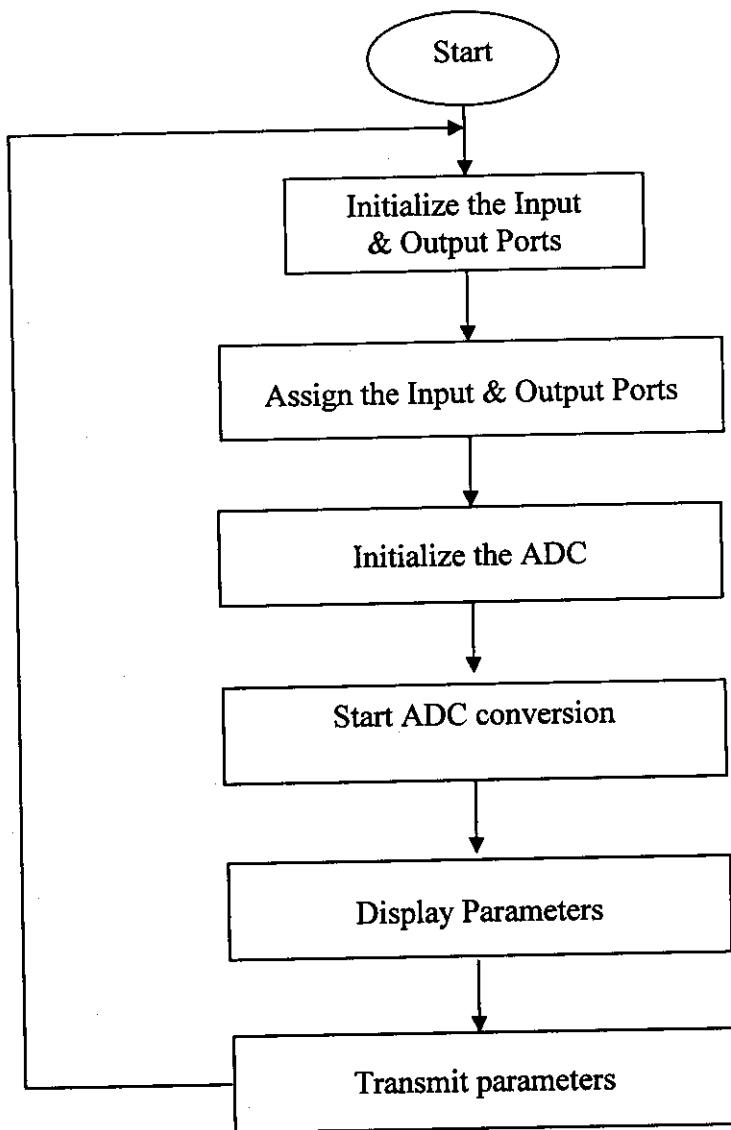 Start
Initialize the Input
& Output Ports
Assign the Input & Output Ports
Initialize the ADC
Start ADC conversion
Display Parameters
Transmit parameters